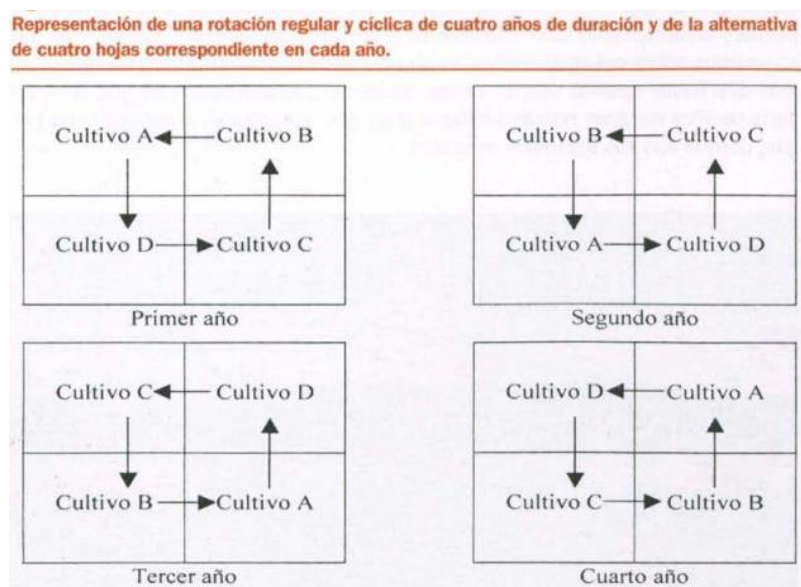 Representación de una rotación regular y cíclica de cuatro años de duración y de la alternativa
de cuatro hojas correspondiente en cada año.
Cultivo A
Cultivo B
Cultivo D
Cultivo C
Primer año
Cultivo B
Cultivo C
Cultivo A
Cultivo D
Segundo año
Cultivo C
Cultivo D
Cultivo B
Cultivo A
Tercer año
Cultivo D
Cultivo A
Cultivo C
Cultivo B
Cuarto año